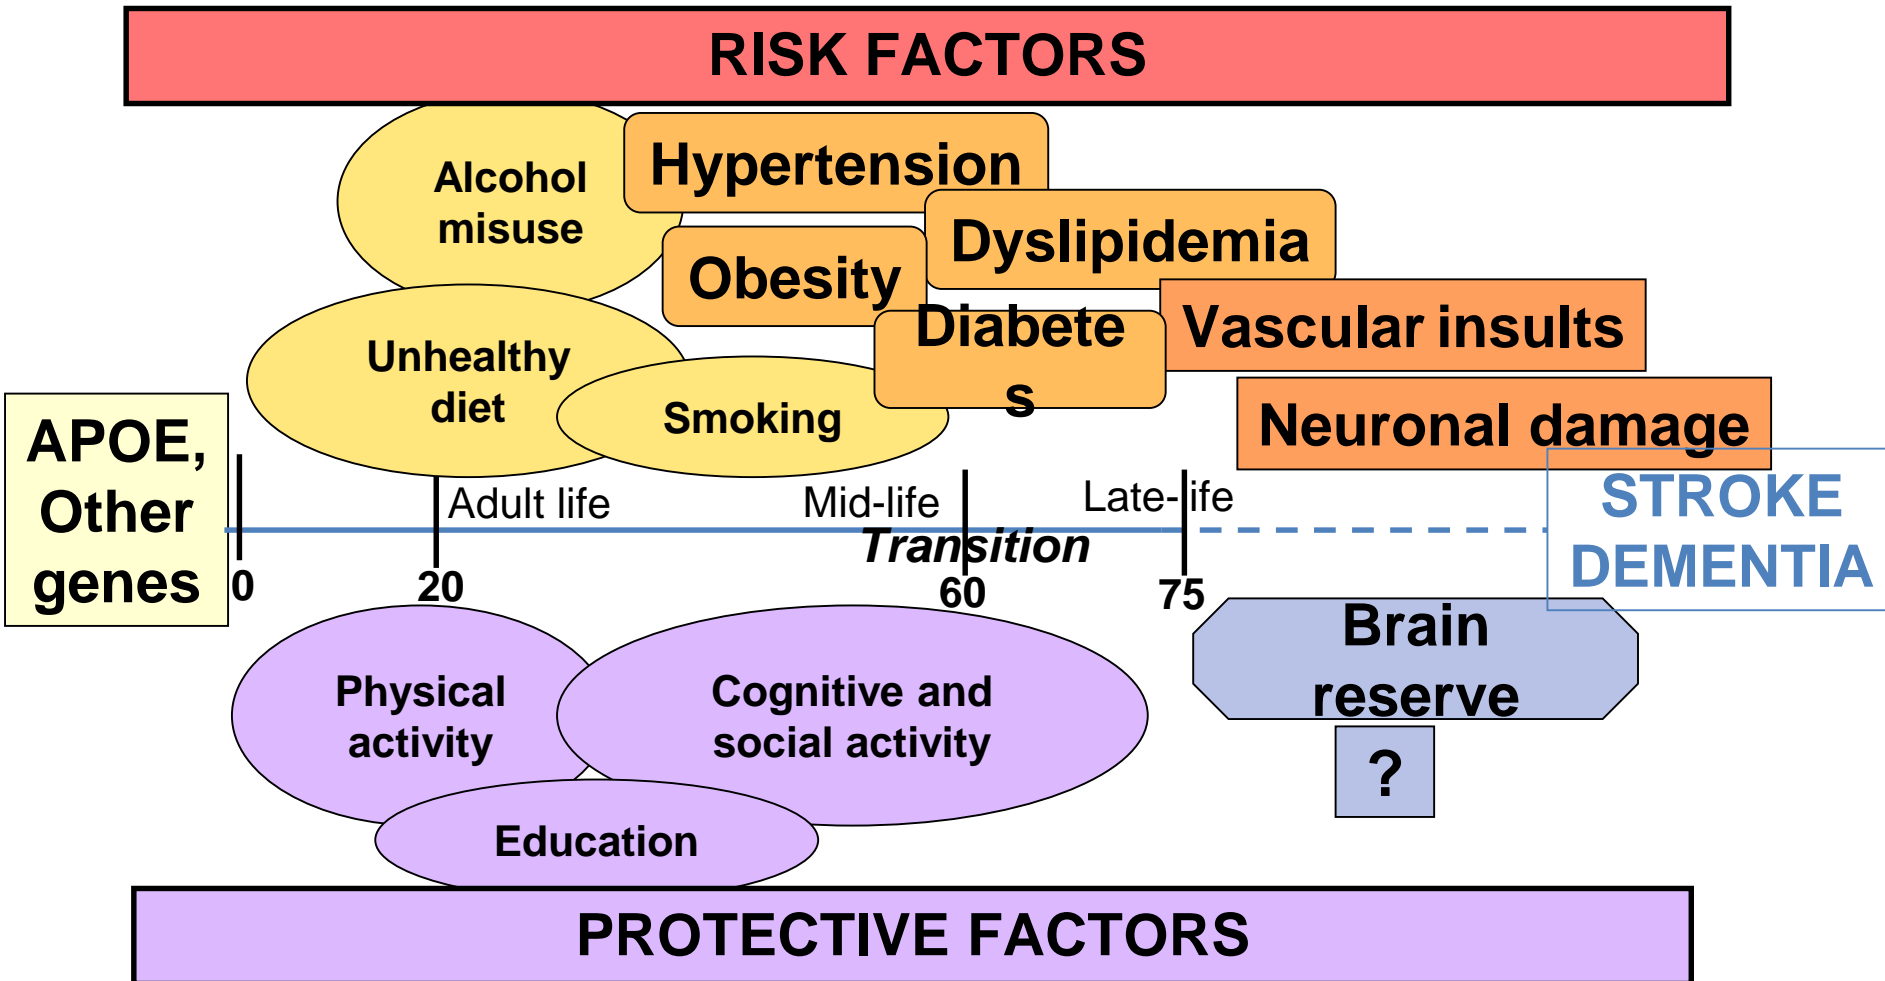 RISK FACTORS
Alcohol
misuse
Hypertension
Dyslipidemia
Obesity
Diabete
s
Vascular insults
Unhealthy
diet
Smoking
Neuronal damage
APOE,
Other
genes
Adult life
Mid-life
Late-life
Transition
0
20
60
75
STROKE
DEMENTIA
Brain
reserve
?
Physical
activity
Cognitive and
social activity
Education
PROTECTIVE FACTORS